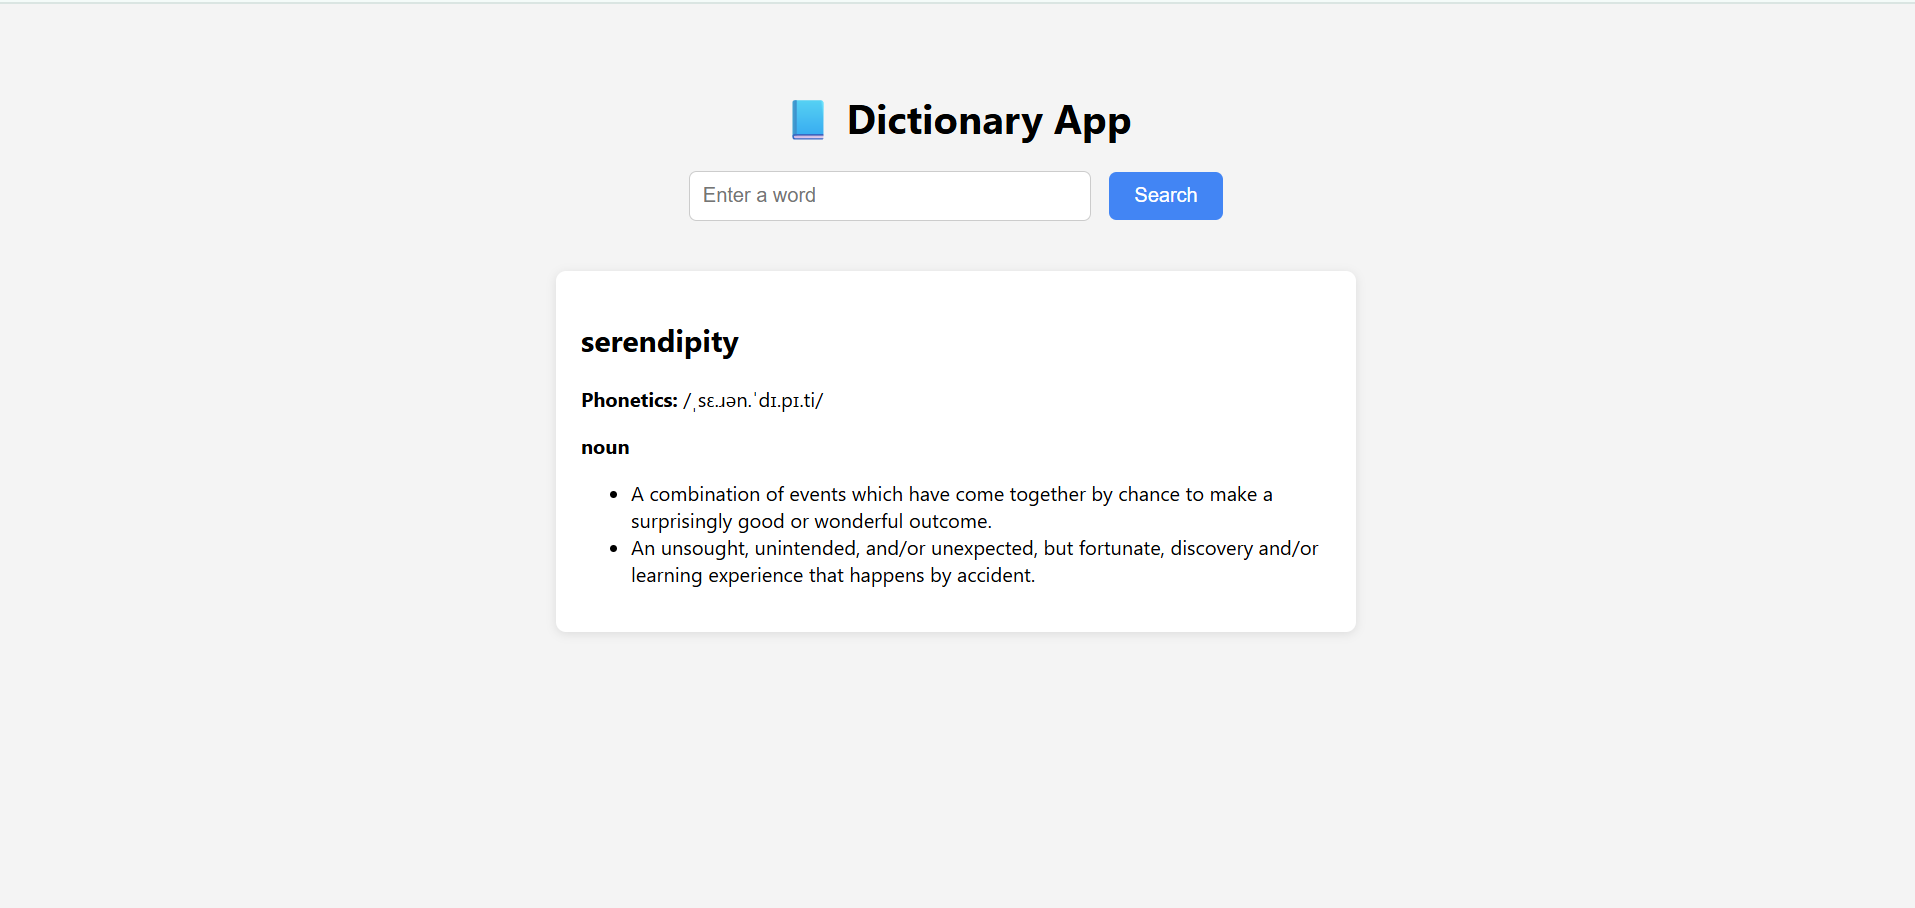 Dictionary App
Enter a word
Search
serendipity
Phonetics: /ˌsɛ.ɹən.ˈdɪ.pɪ.ti/
noun
A combination of events which have come together by chance to make a
surprisingly good or wonderful outcome.
An unsought, unintended, and/or unexpected, but fortunate, discovery and/or
learning experience that happens by accident.